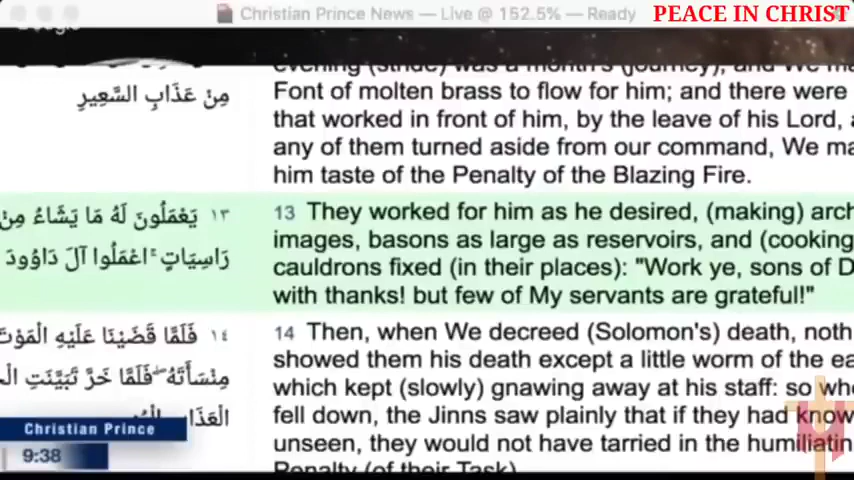 Christian Prince News — Live @ 152.5% — Ready
PEACE IN CHRIST
Font of molten brass to flow for him; and there were
that worked in front of him, by the leave of his Lord,
any of them turned aside from our command, We ma
him taste of the Penalty of the Blazing Fire.
مِنْ عَذَابِ السَّعِيرِ
13 They worked for him as he desired, (making) arch
images, basons as large as reservoirs, and (cooking
cauldrons fixed (in their places): "Work ye, sons of D
with thanks! but few of My servants are grateful!"
١٣ يَعْمَلُونَ لَهُ مَا يَشَاءُ مِنْ
رَاسِيَاتٍ ۚ اعْمَلُوا آلَ دَاوُودَ
14 Then, when We decreed (Solomon's) death, noth
showed them his death except a little worm of the ea
which kept (slowly) gnawing away at his staff: so whe
fell down, the Jinns saw plainly that if they had know
unseen, they would not have tarried in the humiliatin
Penalty (of their Task).
١٤ فَلَمَّا قَضَيْنَا عَلَيْهِ الْمَوْتَ
مِنْسَأَتَهُ ۖ فَلَمَّا خَرَّ تَبَيَّنَتِ
Christian Prince
9:38